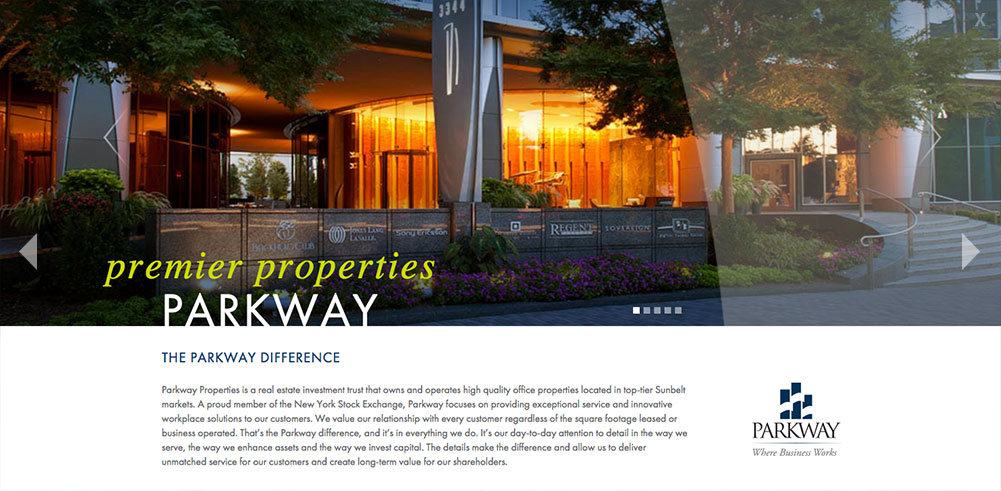 X
3344
BUCKHEAD CLUB
JONES LANG
LASALLE
Sony Ericsson
REGENT
SOVEREIGN
premier properties
PARKWAY
THE PARKWAY DIFFERENCE
Parkway Properties is a real estate investment trust that owns and operates high quality office properties located in top-tier Sunbelt
markets. A proud member of the New York Stock Exchange, Parkway focuses on providing exceptional service and innovative
workplace solutions to our customers. We value our relationship with every customer regardless of the square footage leased or
business operated. That's the Parkway difference, and it's in everything we do. It's our day-to-day attention to detail in the way we
serve, the way we enhance assets and the way we invest capital. The details make the difference and allow us to deliver
unmatched service for our customers and create long-term value for our shareholders.
PARKWAY
Where Business Works